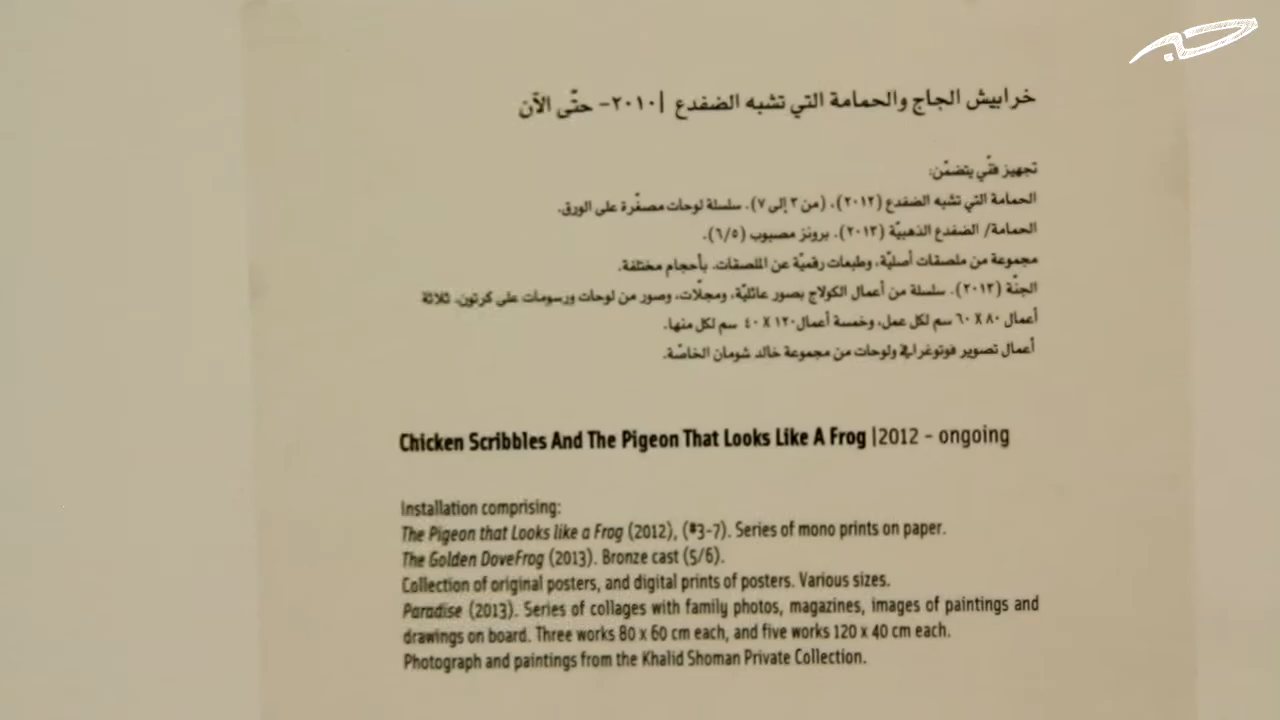 خرابيش الجاج والحمامة التي تشبه الضفدع |٢٠١٠- حتّى الآن
تجهيز فنّي يتضمّن:
الحمامة التي تشبه الضفدع (٢٠١٢)، (من ٣ إلى ٧). سلسلة لوحات مصغّرة على الورق.
الحمامة/ الضفدع الذهبيّة (٢٠١٣). برونز مصبوب (٦/٥).
مجموعة من ملصقات أصليّة، وطبعات رقميّة عن الملصقات. بأحجام مختلفة.
الجنّة (٢٠١٣). سلسلة من أعمال الكولاج بصور عائليّة، ومجلّات، وصور من لوحات ورسومات على كرتون. ثلاثة
أعمال ٨٠ X ٦٠ سم لكل عمل، وخمسة أعمال ١٢٠ X ٤٠ سم لكل منها.
أعمال تصوير فوتوغرافي ولوحات من مجموعة خالد شومان الخاصّة.
Chicken Scribbles And The Pigeon That Looks Like A Frog |2012 - ongoing
Installation comprising:
The Pigeon that Looks like a Frog (2012), (#3-7). Series of mono prints on paper.
The Golden DoveFrog (2013). Bronze cast (5/6).
Collection of original posters, and digital prints of posters. Various sizes.
Paradise (2013). Series of collages with family photos, magazines, images of paintings and
drawings on board. Three works 80 x 60 cm each, and five works 120 x 40 cm each.
Photograph and paintings from the Khalid Shoman Private Collection.